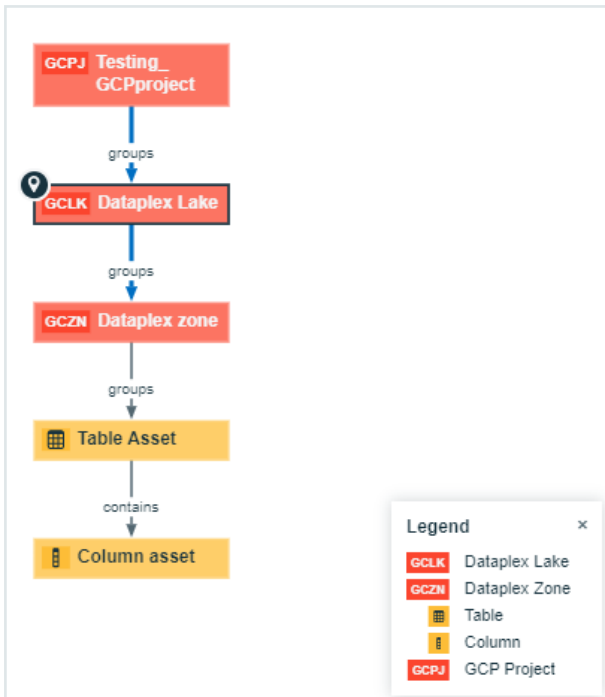 GCPJ Testing_
GCPproject
groups
GCLK Dataplex Lake
groups
GCZN Dataplex zone
groups
Table Asset
contains
Column asset
Legend ×
GCLK Dataplex Lake
GCZN Dataplex Zone
Table
Column
GCPJ GCP Project